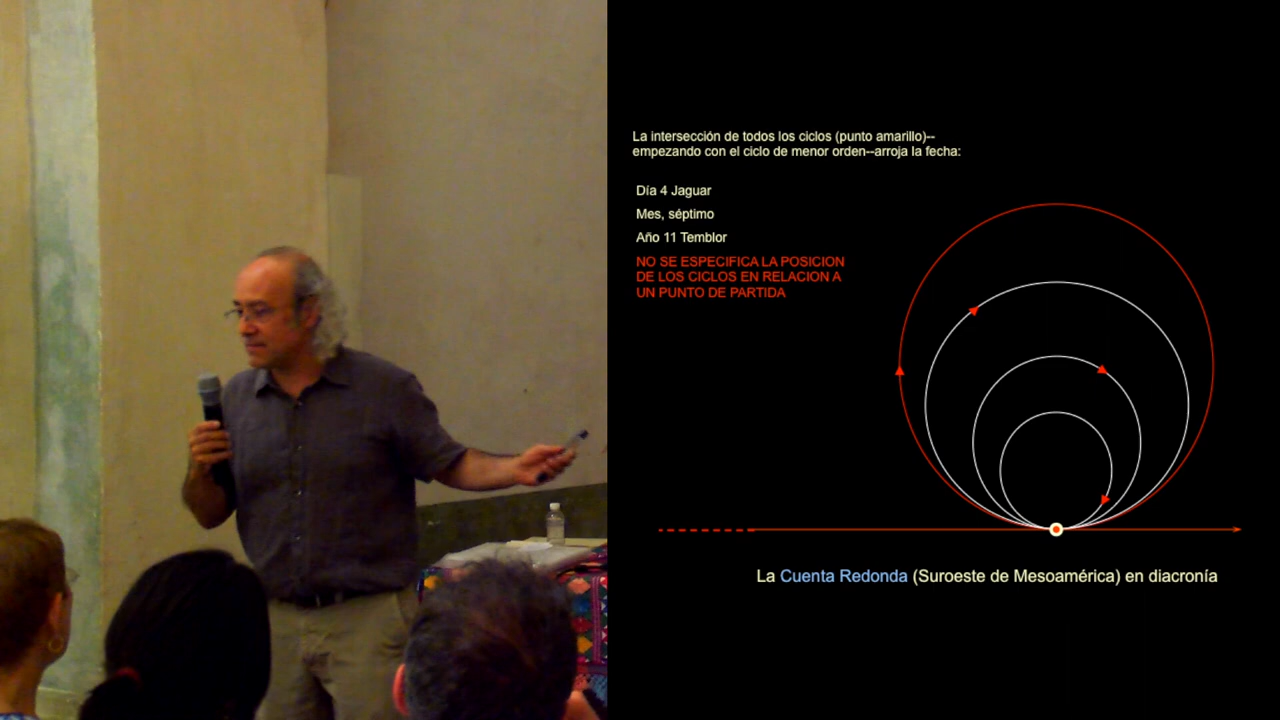 La intersección de todos los ciclos (punto amarillo)--
empezando con el ciclo de menor orden--arroja la fecha:
Día 4 Jaguar
Mes, séptimo
Año 11 Temblor
NO SE ESPECIFICA LA POSICION
DE LOS CICLOS EN RELACION A
UN PUNTO DE PARTIDA
La Cuenta Redonda (Suroeste de Mesoamérica) en diacronía